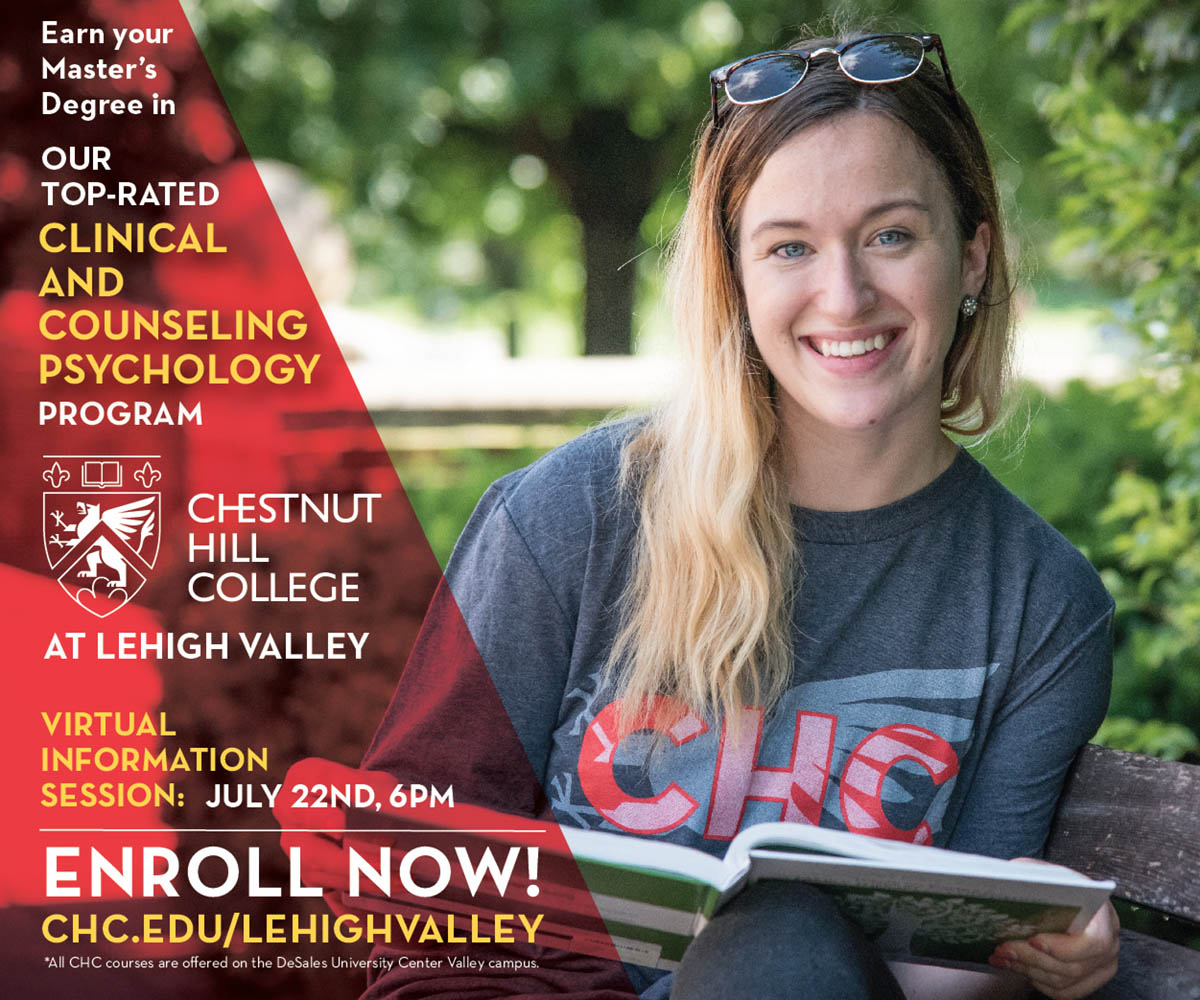 Earn your
Master's
Degree in
OUR
TOP-RATED
CLINICAL
AND
COUNSELING
PSYCHOLOGY
PROGRAM
CHESTNUT
HILL
COLLEGE
AT LEHIGH VALLEY
VIRTUAL
INFORMATION
SESSION: JULY 22ND, 6PM
ENROLL NOW!
CHC.EDU/LEHIGHVALLEY
*All CHC courses are offered on the DeSales University Center Valley campus.
CHC